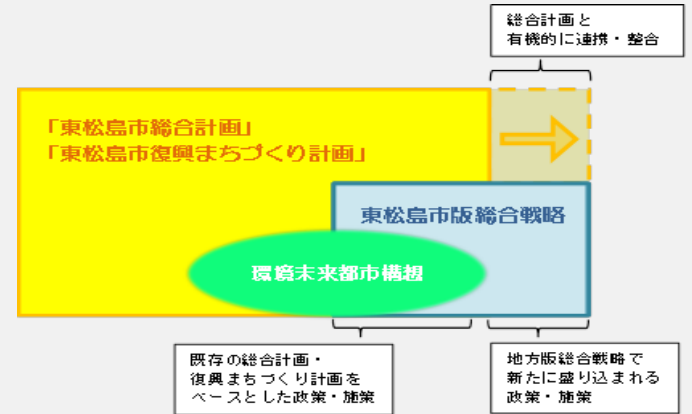 総合計画と
有機的に連携・整合
「東松島市総合計画」
「東松島市復興まちづくり計画」
東松島市版総合戦略
環境未来都市構想
既存の総合計画・
復興まちづくり計画を
ベースとした政策・施策
地方版総合戦略で
新たに盛り込まれる
政策・施策